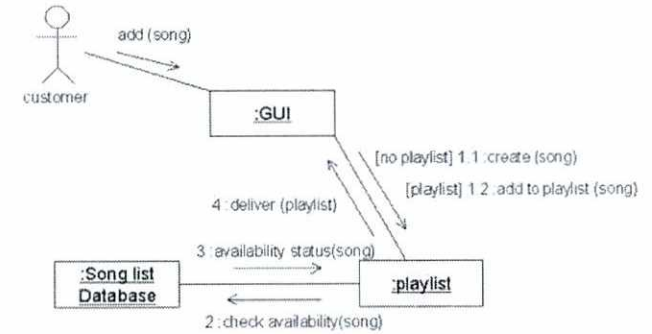 add (song)
customer
:GUI
[no playlist] 1.1 :create (song)
[playlist] 1.2 :add to playlist (song)
4 :deliver (playlist)
3 :availability status(song)
:Song list
Database
:playlist
2 :check availability(song)